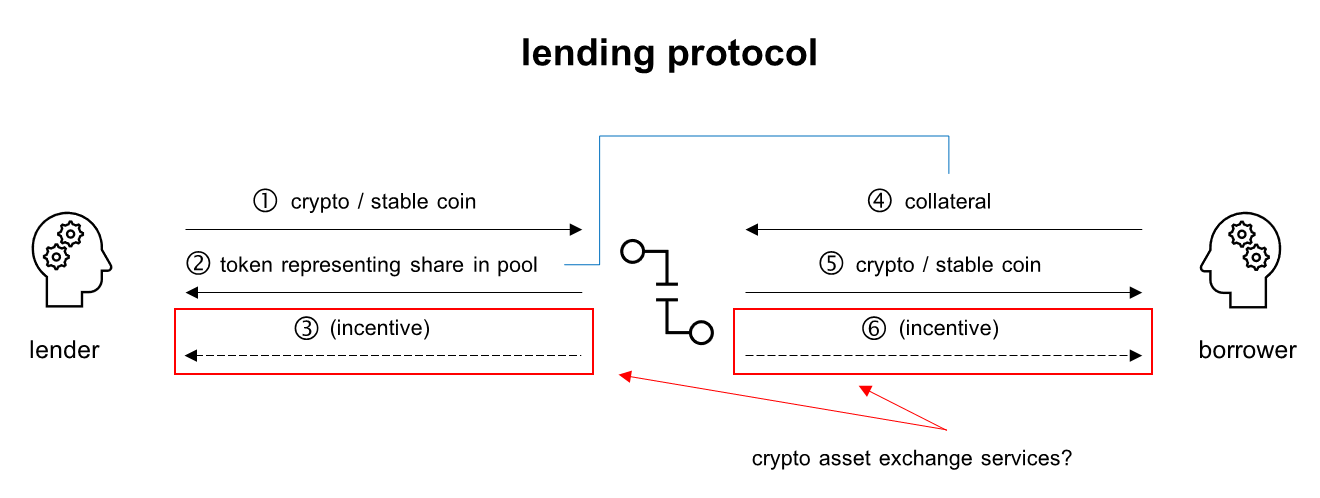 lending protocol
① crypto / stable coin
④ collateral
② token representing share in pool
⑤ crypto / stable coin
③ (incentive)
⑥ (incentive)
lender
borrower
crypto asset exchange services?